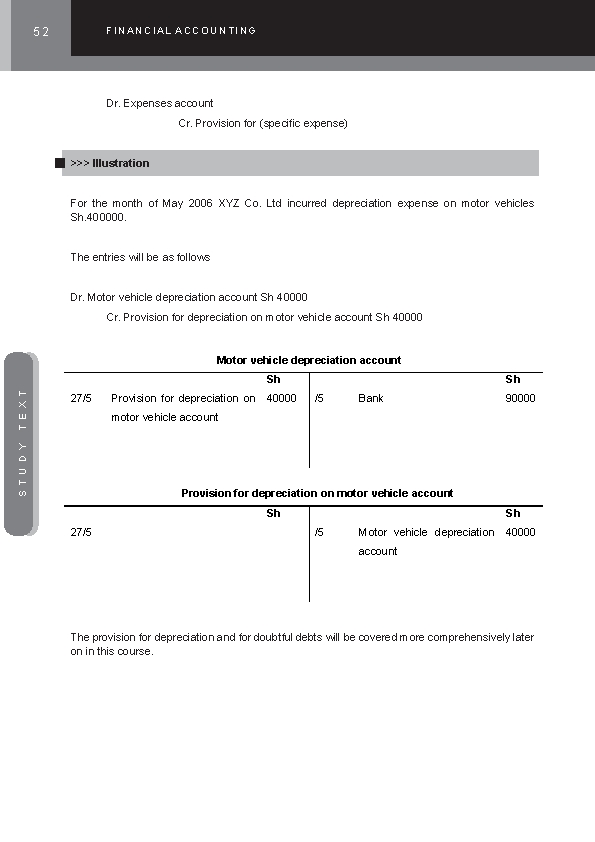 52
FINANCIAL ACCOUNTING
Dr. Expenses account
Cr. Provision for (specific expense)
>>> Illustration
For the month of May 2006 XYZ Co. Ltd incurred depreciation expense on motor vehicles
Sh.400000.
The entries will be as follows
Dr. Motor vehicle depreciation account Sh 40000
Cr. Provision for depreciation on motor vehicle account Sh 40000
Motor vehicle depreciation account
Sh Sh
27/5 Provision for depreciation on 40000 /5 Bank 90000
motor vehicle account
Provision for depreciation on motor vehicle account
Sh Sh
27/5 /5 Motor vehicle depreciation 40000
account
The provision for depreciation and for doubtful debts will be covered more comprehensively later
on in this course.
STUDY TEXT